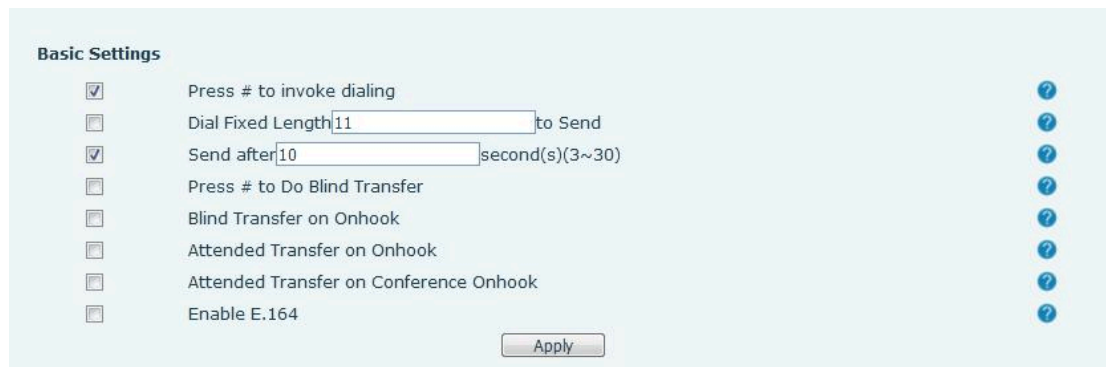 Basic Settings
Press # to invoke dialing
Dial Fixed Length 11 to Send
Send after 10 second(s)(3~30)
Press # to Do Blind Transfer
Blind Transfer on Onhook
Attended Transfer on Onhook
Attended Transfer on Conference Onhook
Enable E.164
Apply